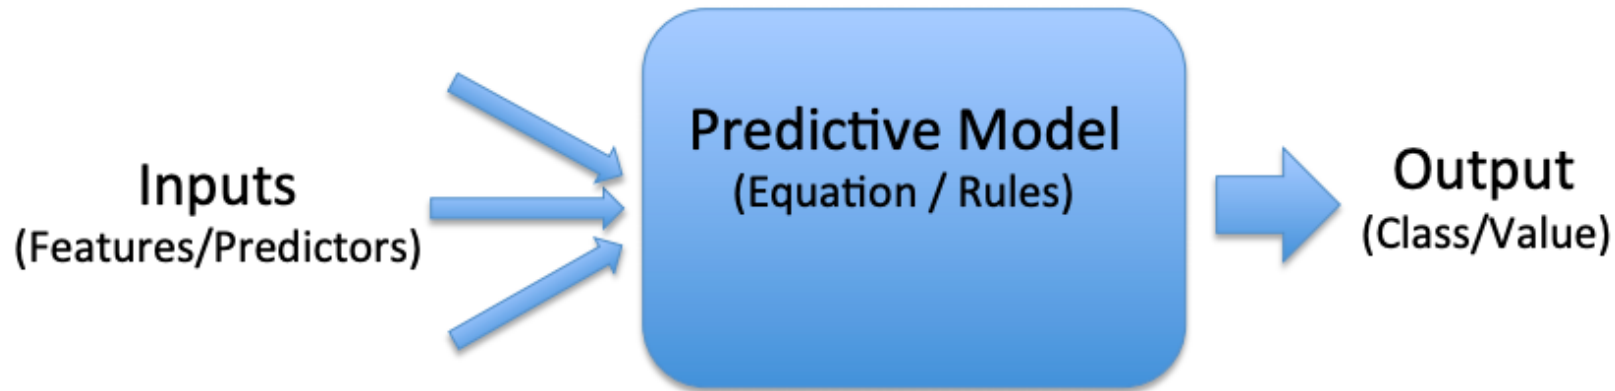 Inputs
(Features/Predictors)
Predictive Model
(Equation / Rules)
Output
(Class/Value)